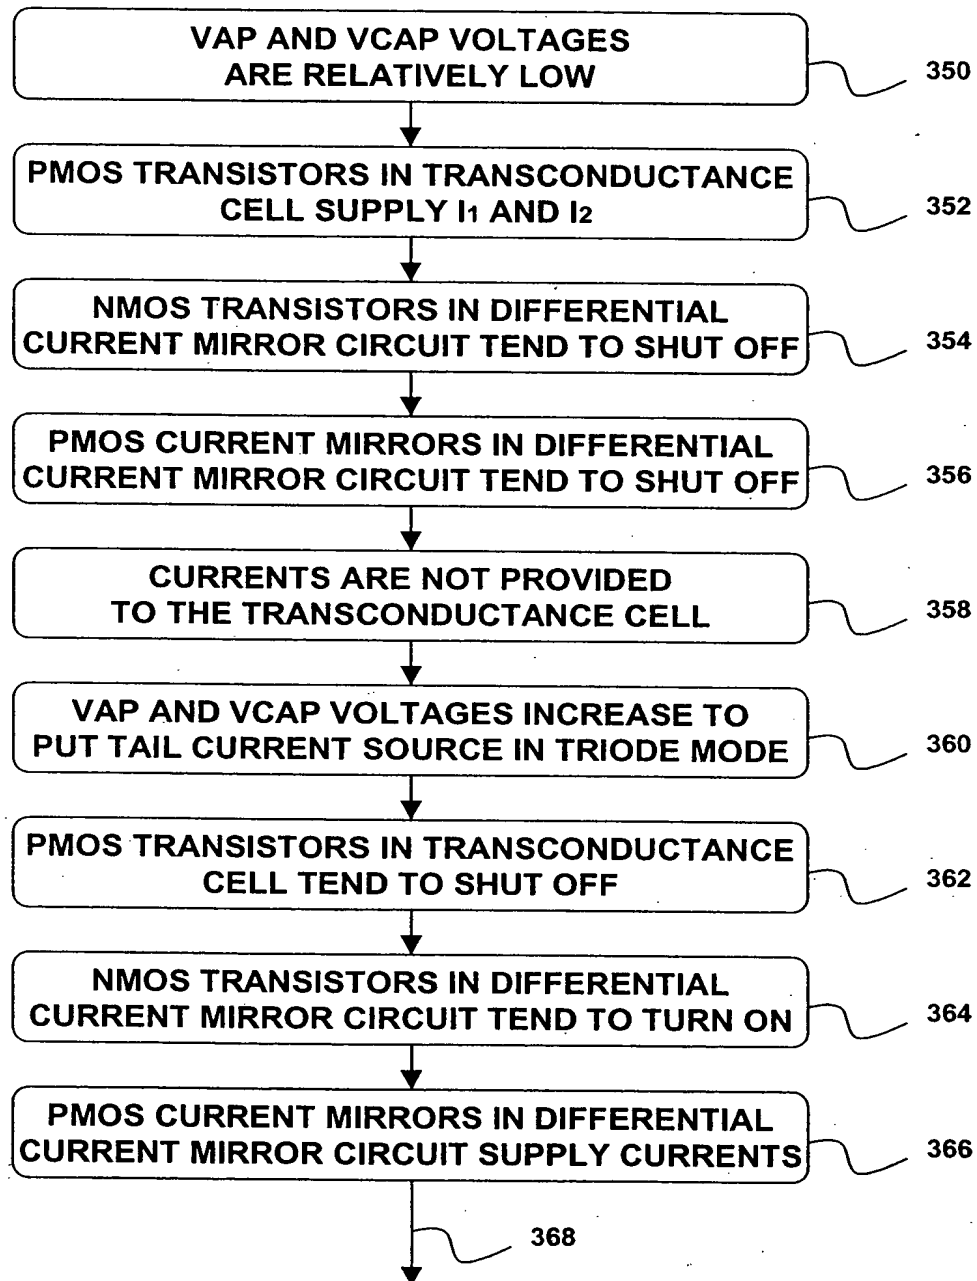 VAP AND VCAP VOLTAGES
ARE RELATIVELY LOW
350
PMOS TRANSISTORS IN TRANSCONDUCTANCE
CELL SUPPLY I1 AND I2
352
NMOS TRANSISTORS IN DIFFERENTIAL
CURRENT MIRROR CIRCUIT TEND TO SHUT OFF
354
PMOS CURRENT MIRRORS IN DIFFERENTIAL
CURRENT MIRROR CIRCUIT TEND TO SHUT OFF
356
CURRENTS ARE NOT PROVIDED
TO THE TRANSCONDUCTANCE CELL
358
VAP AND VCAP VOLTAGES INCREASE TO
PUT TAIL CURRENT SOURCE IN TRIODE MODE
360
PMOS TRANSISTORS IN TRANSCONDUCTANCE
CELL TEND TO SHUT OFF
362
NMOS TRANSISTORS IN DIFFERENTIAL
CURRENT MIRROR CIRCUIT TEND TO TURN ON
364
PMOS CURRENT MIRRORS IN DIFFERENTIAL
CURRENT MIRROR CIRCUIT SUPPLY CURRENTS
366
368